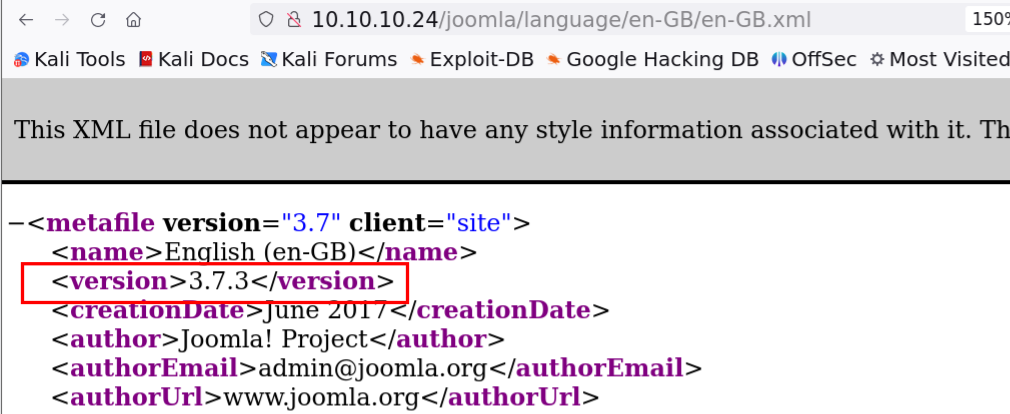 10.10.10.24/joomla/language/en-GB/en-GB.xml 150%
Kali Tools Kali Docs Kali Forums Exploit-DB Google Hacking DB OffSec Most Visited
This XML file does not appear to have any style information associated with it. Th
−<metafile version="3.7" client="site">
<name>English (en-GB)</name>
<version>3.7.3</version>
<creationDate>June 2017</creationDate>
<author>Joomla! Project</author>
<authorEmail>admin@joomla.org</authorEmail>
<authorUrl>www.joomla.org</authorUrl>